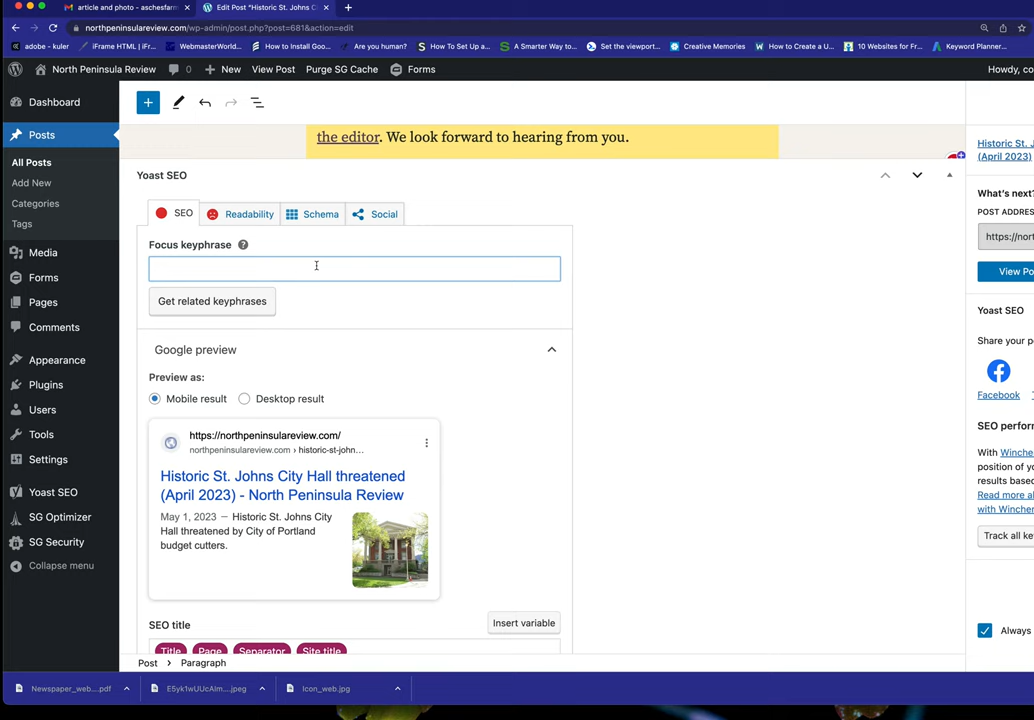 article and photo - aschesfar...
Edit Post "Historic St. Johns C
northpeninsulareview.com/wp-admin/post.php?post=681&action=edit
adobe - kuler
iFrame HTML | iFr...
WebmasterWorld...
How to Install Goo...
Are you human?
How To Set Up a...
A Smarter Way to...
Set the viewport...
Creative Memories
How to Create a U...
10 Websites for Fr...
Keyword Planner...
North Peninsula Review
0
New
View Post
Purge SG Cache
Forms
Howdy, co
Dashboard
Posts
All Posts
Add New
Categories
Tags
Media
Forms
Pages
Comments
Appearance
Plugins
Users
Tools
Settings
Yoast SEO
SG Optimizer
SG Security
Collapse menu
the editor. We look forward to hearing from you.
Yoast SEO
SEO
Readability
Schema
Social
Focus keyphrase
Get related keyphrases
Google preview
Preview as:
Mobile result
Desktop result
https://northpeninsulareview.com/
northpeninsulareview.com › historic-st-john...
Historic St. Johns City Hall threatened
(April 2023) - North Peninsula Review
May 1, 2023 – Historic St. Johns City
Hall threatened by City of Portland
budget cutters.
SEO title
Insert variable
Title
Page
Separator
Site title
Post › Paragraph
Historic St. J
(April 2023)
What's next?
POST ADDRES
https://nort
View Po
Yoast SEO
Share your p
Facebook
SEO perform
With Winche
position of yo
results base
Read more a
with Winche
Track all ke
Always
Newspaper_web....pdf
E5yk1wUUcAIm....jpeg
Icon_web.jpg